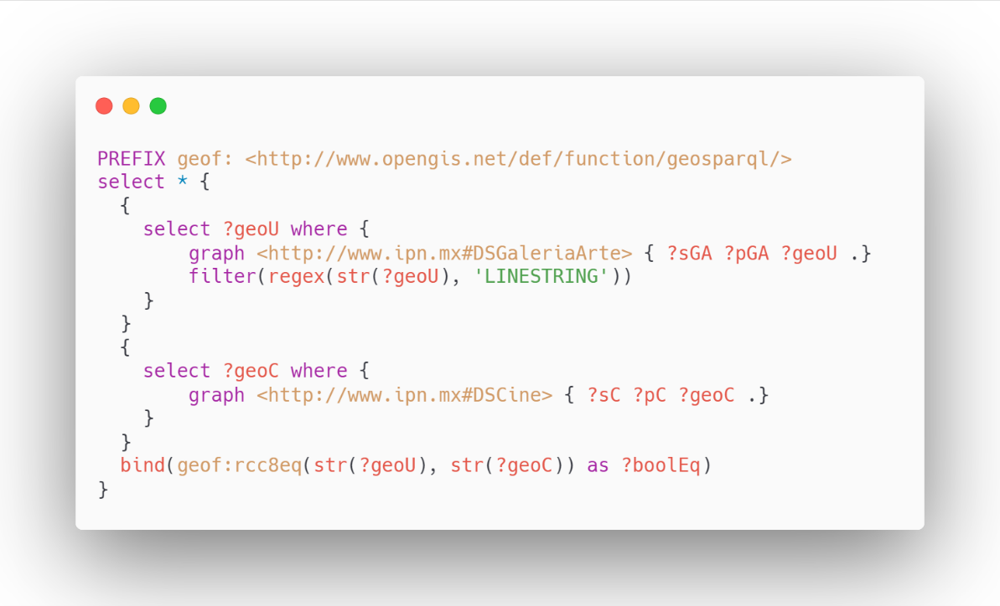 PREFIX geof: <http://www.opengis.net/def/function/geosparql/>
select * {
  {
    select ?geoU where {
        graph <http://www.ipn.mx#DSGaleriaArte> { ?sGA ?pGA ?geoU .}
        filter(regex(str(?geoU), 'LINESTRING'))
    }
  }
  {
    select ?geoC where {
        graph <http://www.ipn.mx#DSCine> { ?sC ?pC ?geoC .}
    }
  }
  bind(geof:rcc8eq(str(?geoU), str(?geoC)) as ?boolEq)
}